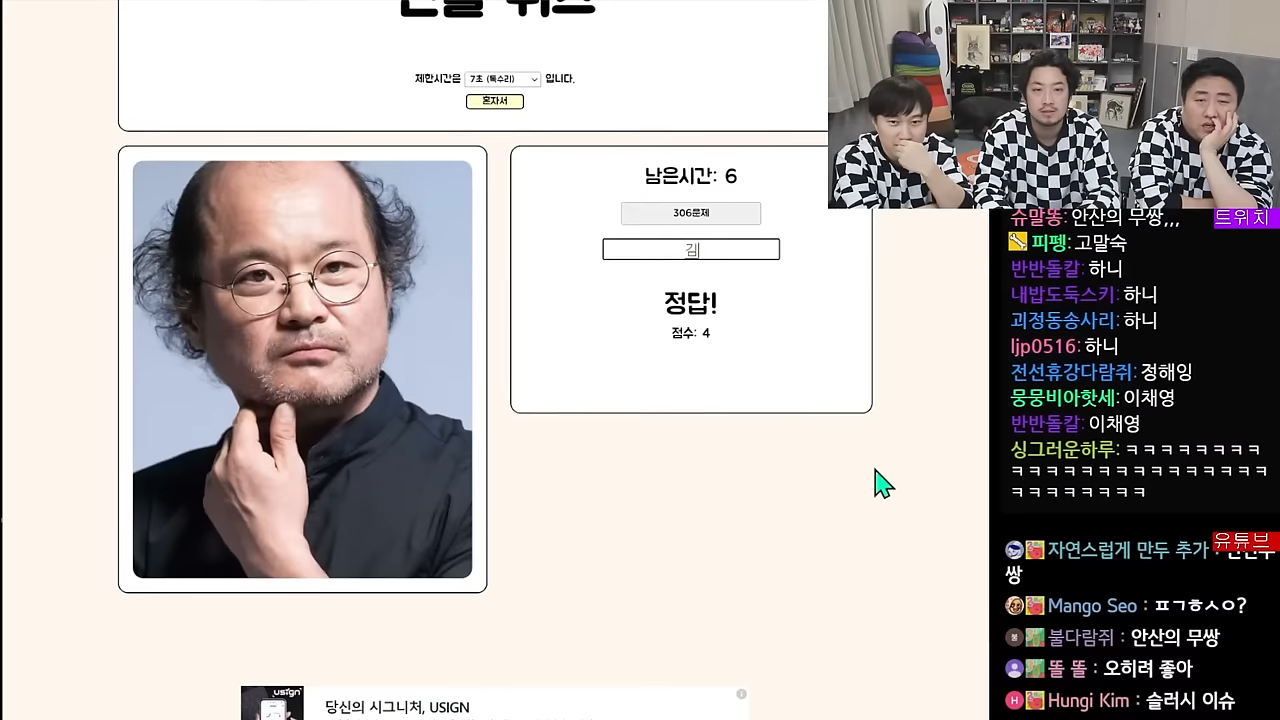 인물 퀴즈
제한시간은 7초 (독수리) 입니다.
혼자서
남은시간: 6
306문제
김
정답!
점수: 4
슈말똥: 안산의 무쌍,,,
트위치
피펭: 고말숙
반반돌칼: 하니
내밥도둑스키: 하니
괴정동송사리: 하니
ljp0516: 하니
전선휴강다람쥐: 정해잉
뭉뭉비아핫세: 이채영
반반돌칼: 이채영
싱그러운하루: ㅋㅋㅋㅋㅋㅋㅋㅋ
ㅋㅋㅋㅋㅋㅋㅋㅋㅋㅋㅋㅋㅋㅋㅋ
ㅋㅋㅋㅋㅋㅋㅋㅋ
유튜브
자연스럽게 만두 추가 :
쌍
Mango Seo : ㅍㄱㅎㅅㅇ?
불다람쥐 : 안산의 무쌍
똘 똘 : 오히려 좋아
Hungi Kim : 슬러시 이슈
usign
당신의 시그니처, USIGN